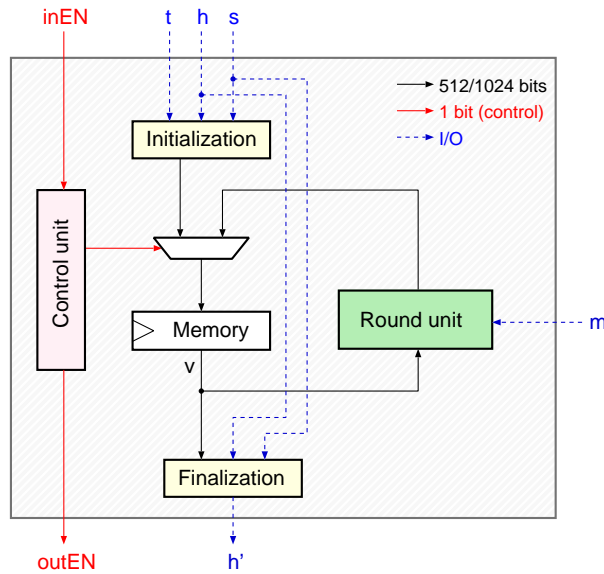 inEN t h s
512/1024 bits
1 bit (control)
I/O
Initialization
Control unit
Memory
Round unit
m
v
Finalization
outEN h'